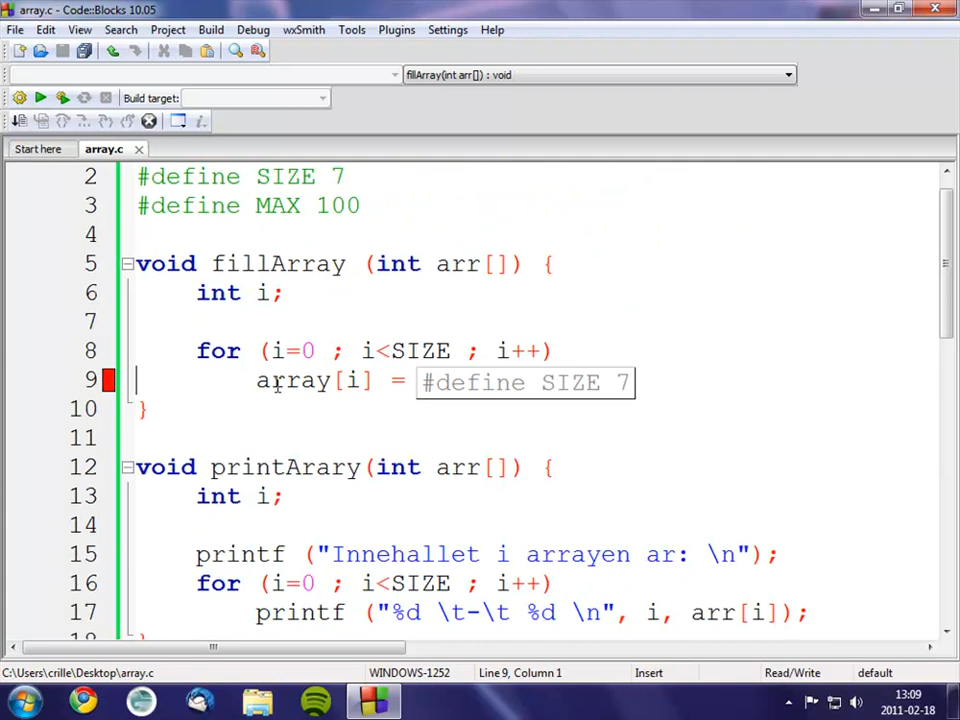 array.c - Code::Blocks 10.05
File Edit View Search Project Build Debug wxSmith Tools Plugins Settings Help
fillArray(int arr[]) : void
Build target:
Start here array.c
2 #define SIZE 7
3 #define MAX 100
4
5 void fillArray (int arr[]) {
6 int i;
7
8 for (i=0 ; i<SIZE ; i++)
9 array[i] = #define SIZE 7
10 }
11
12 void printArary(int arr[]) {
13 int i;
14
15 printf ("Innehallet i arrayen ar: \n");
16 for (i=0 ; i<SIZE ; i++)
17 printf ("%d \t-\t %d \n", i, arr[i]);
18 }
C:\Users\crille\Desktop\array.c WINDOWS-1252 Line 9, Column 1 Insert Read/Write default
13:09
2011-02-18